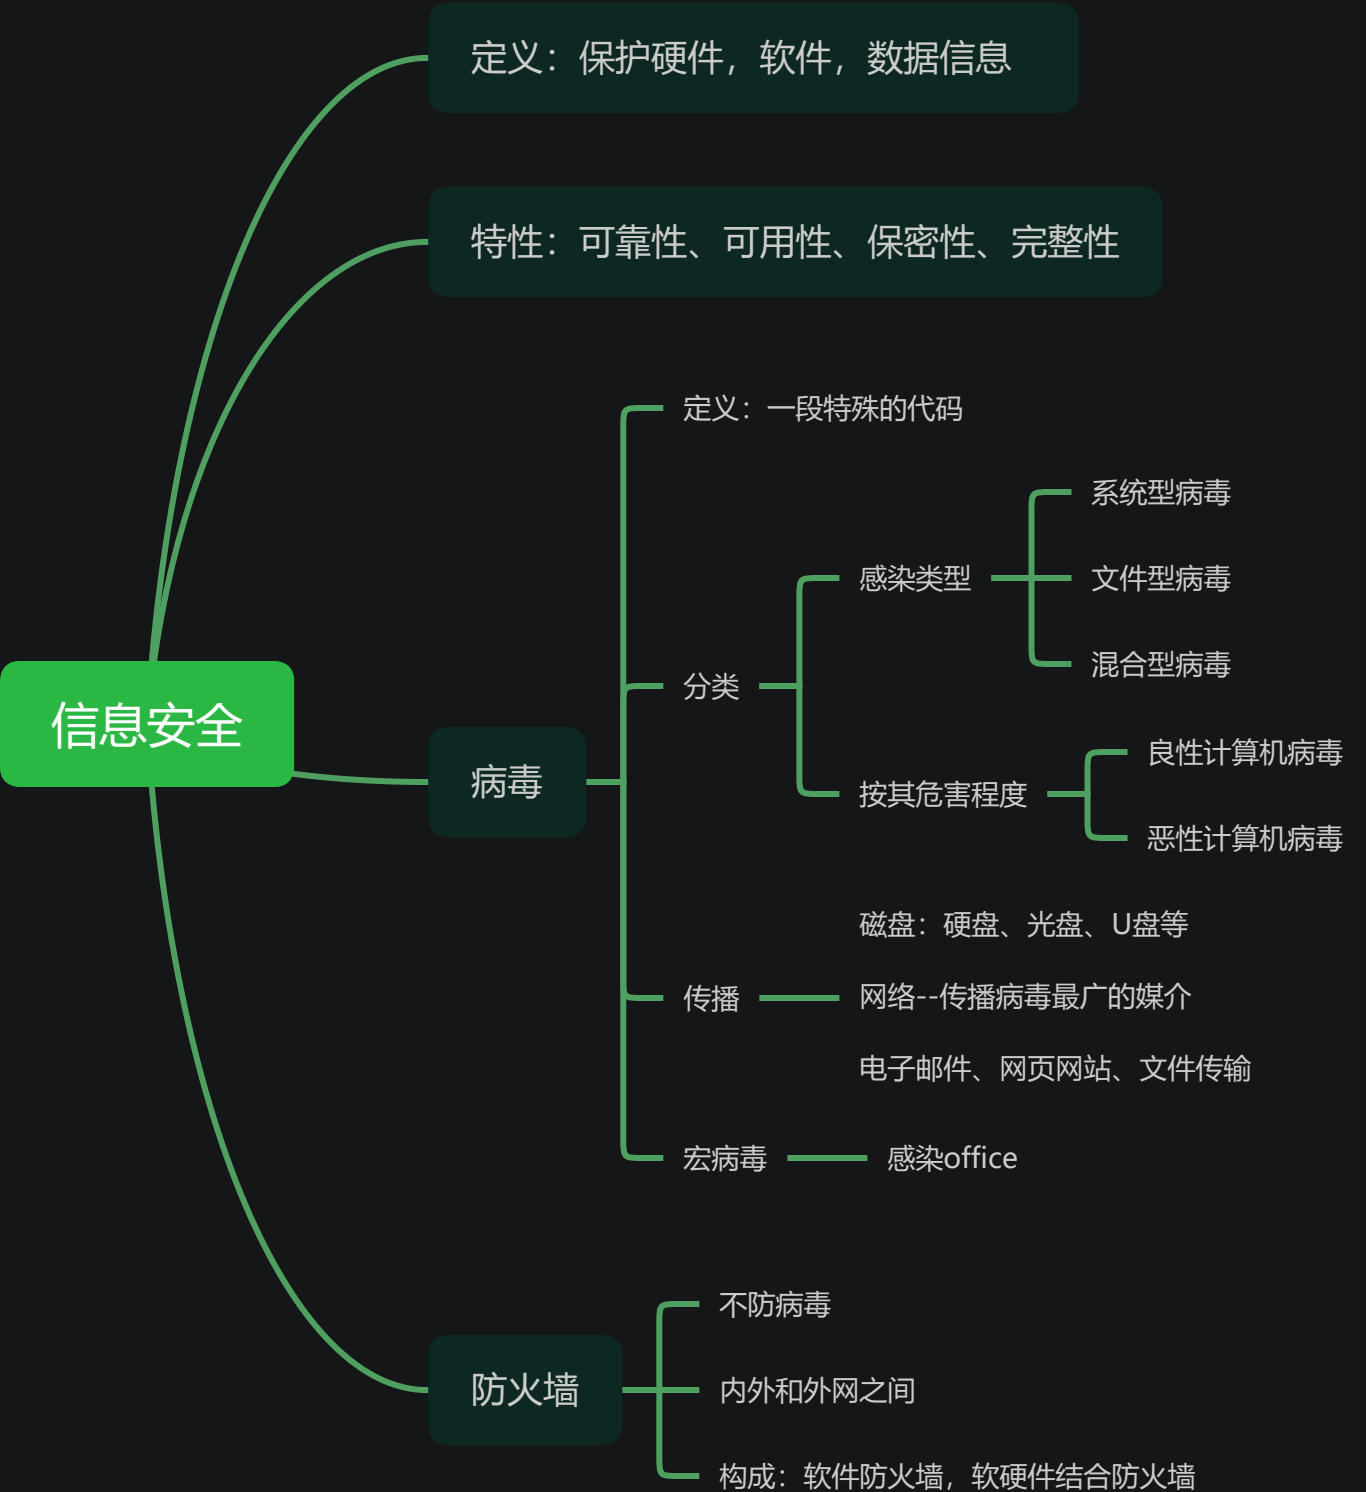 定义：保护硬件，软件，数据信息
特性：可靠性、可用性、保密性、完整性
信息安全
病毒
定义：一段特殊的代码
分类
感染类型
系统型病毒
文件型病毒
混合型病毒
按其危害程度
良性计算机病毒
恶性计算机病毒
传播
磁盘：硬盘、光盘、U盘等
网络--传播病毒最广的媒介
电子邮件、网页网站、文件传输
宏病毒
感染office
防火墙
不防病毒
内外和外网之间
构成：软件防火墙，软硬件结合防火墙